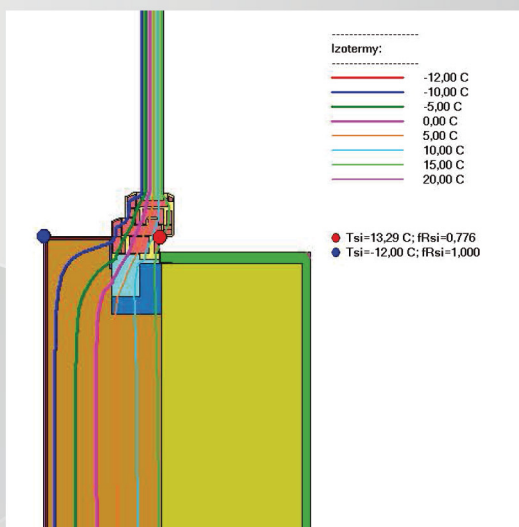 --------------------
Izotermy:
--------------------
-12,00 C
-10,00 C
-5,00 C
0,00 C
5,00 C
10,00 C
15,00 C
20,00 C
Tsi=13,29 C; fRsi=0,776
Tsi=-12,00 C; fRsi=1,000